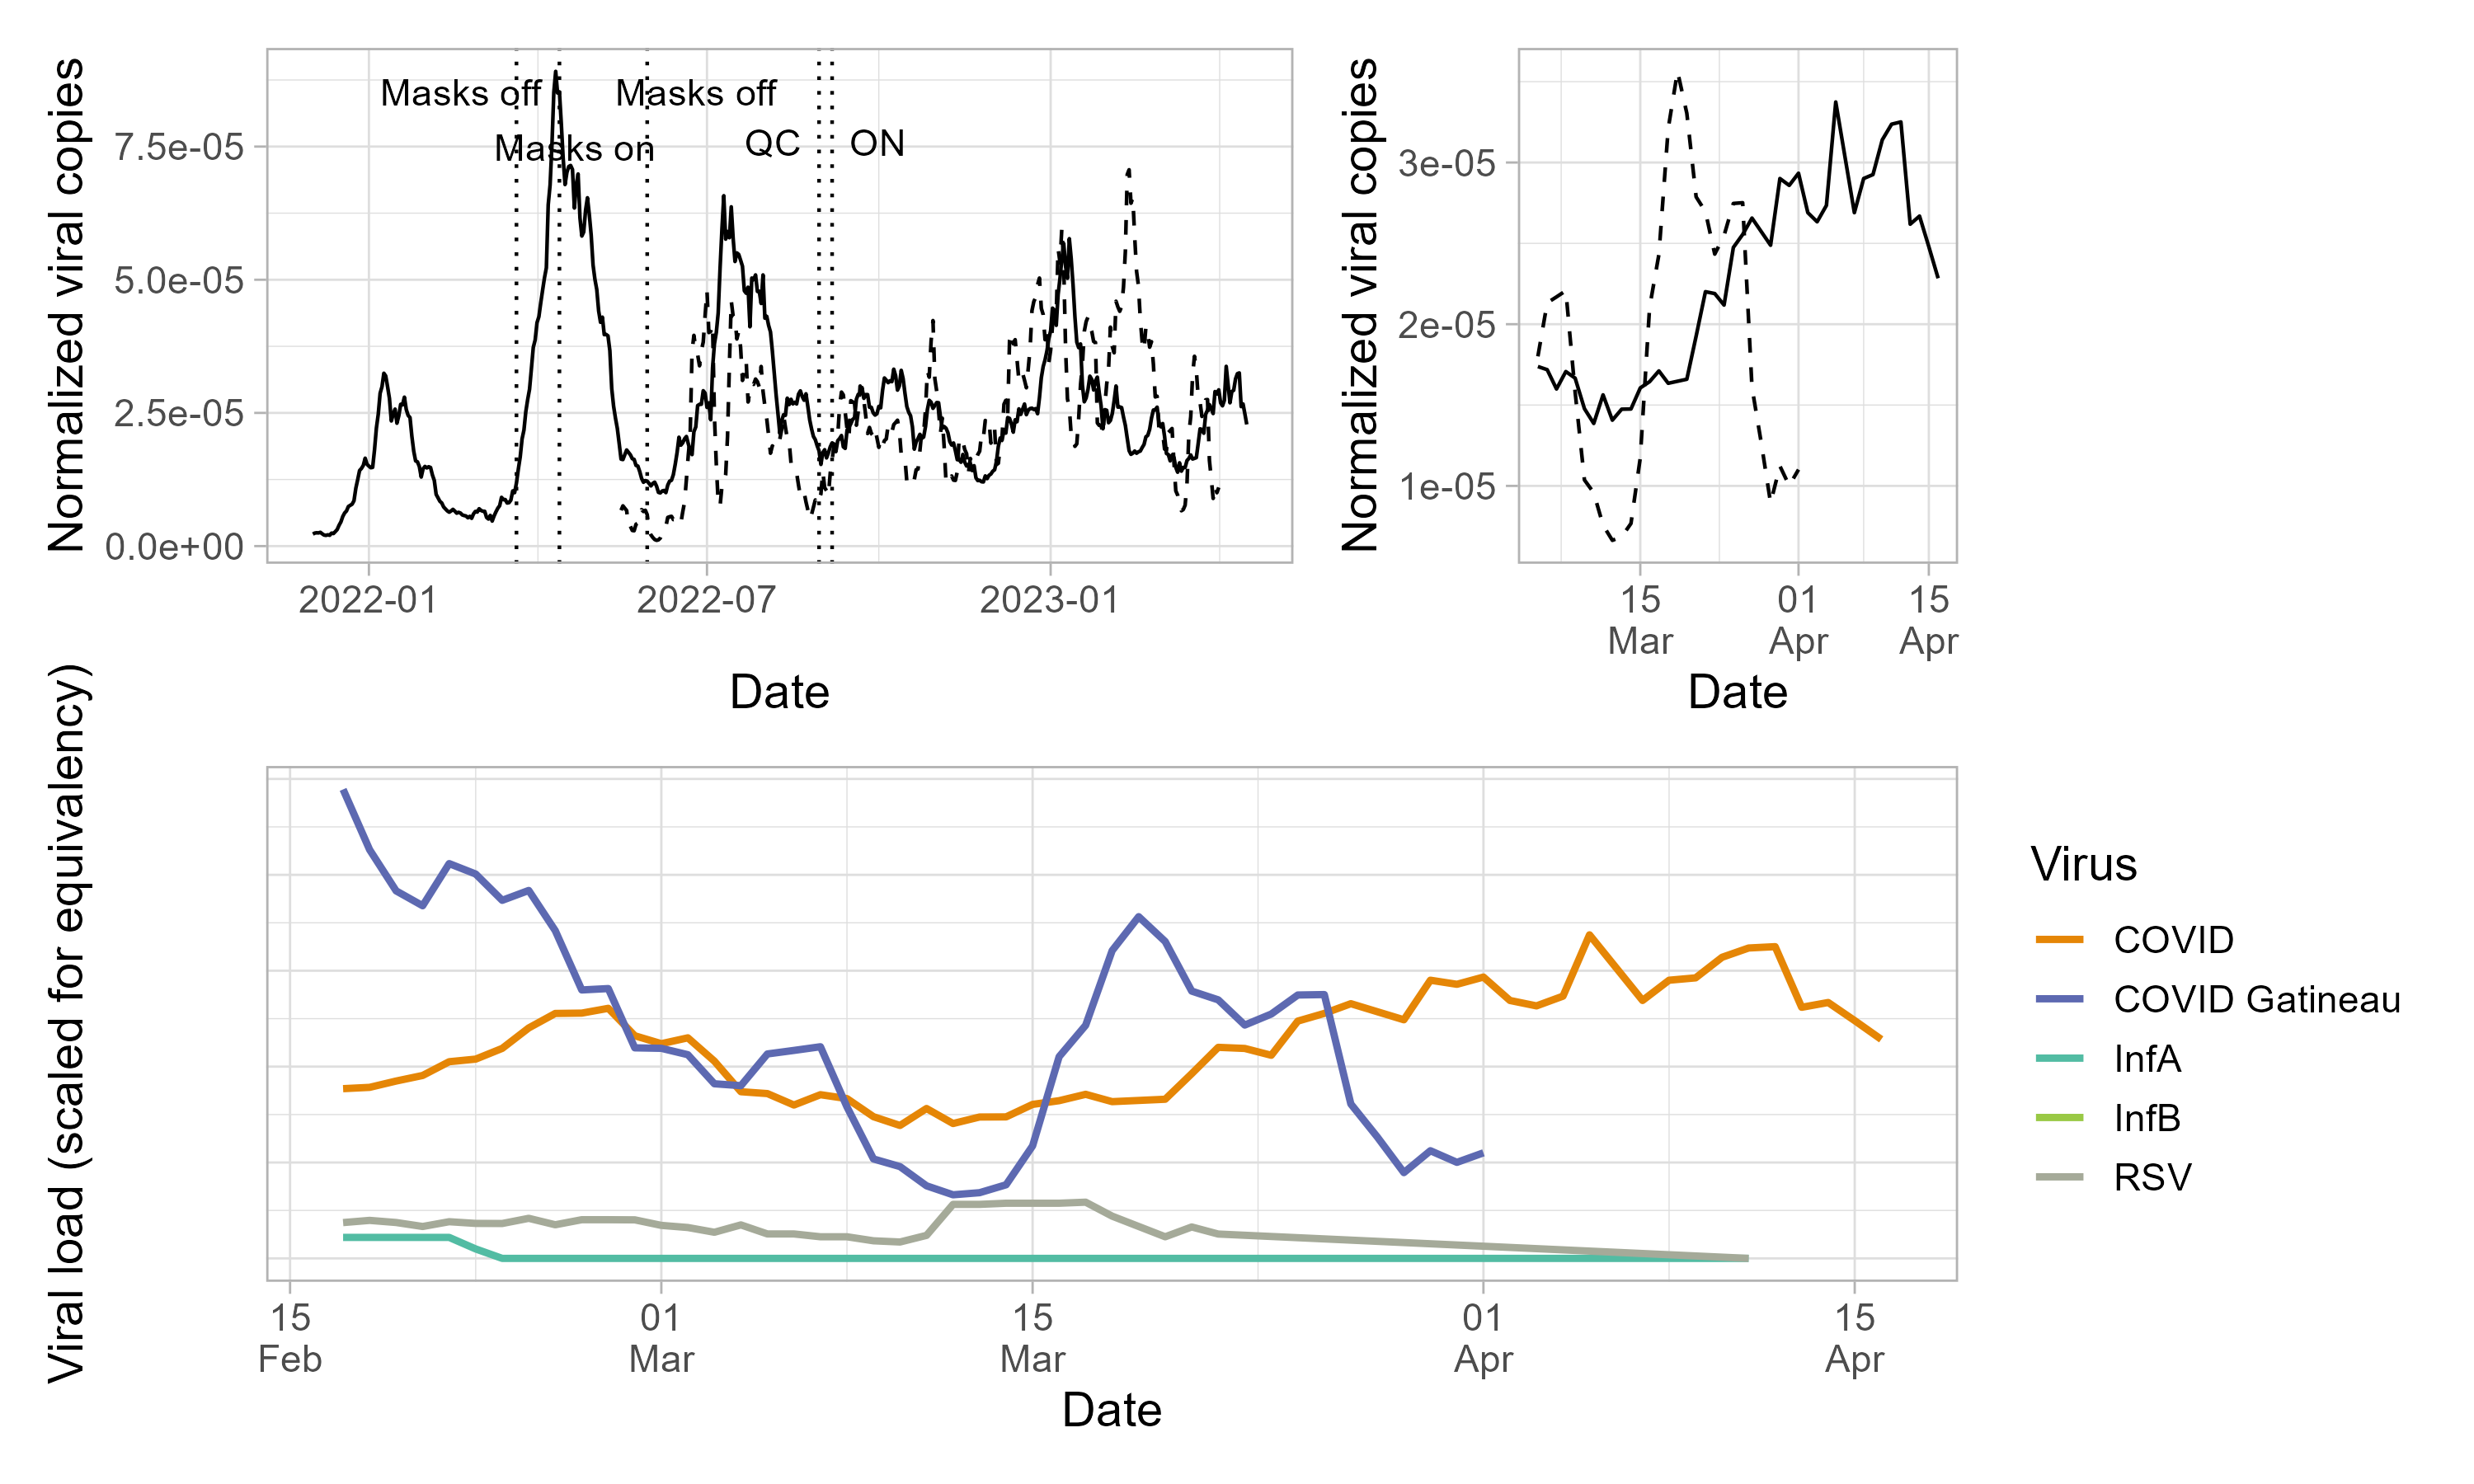 Normalized viral copies
7.5e-05
5.0e-05
2.5e-05
0.0e+00
Masks off
Masks on
Masks off
QC
ON
2022-01
2022-07
2023-01
Date
Normalized viral copies
3e-05
2e-05
1e-05
15
Mar
01
Apr
15
Apr
Date
Viral load (scaled for equivalency)
15
Feb
01
Mar
15
Mar
01
Apr
15
Apr
Date
Virus
COVID
COVID Gatineau
InfA
InfB
RSV